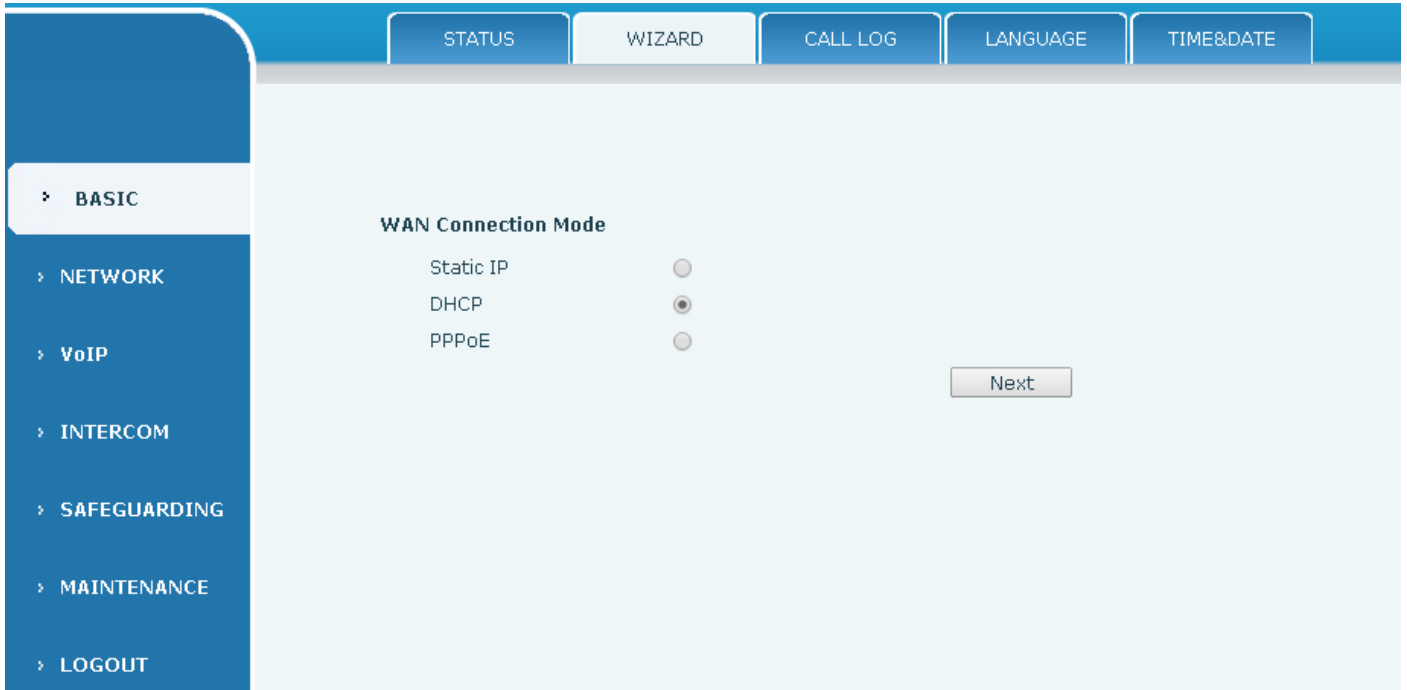 STATUS WIZARD CALL LOG LANGUAGE TIME&DATE
BASIC
NETWORK
VoIP
INTERCOM
SAFEGUARDING
MAINTENANCE
LOGOUT
WAN Connection Mode
Static IP
DHCP
PPPoE
Next